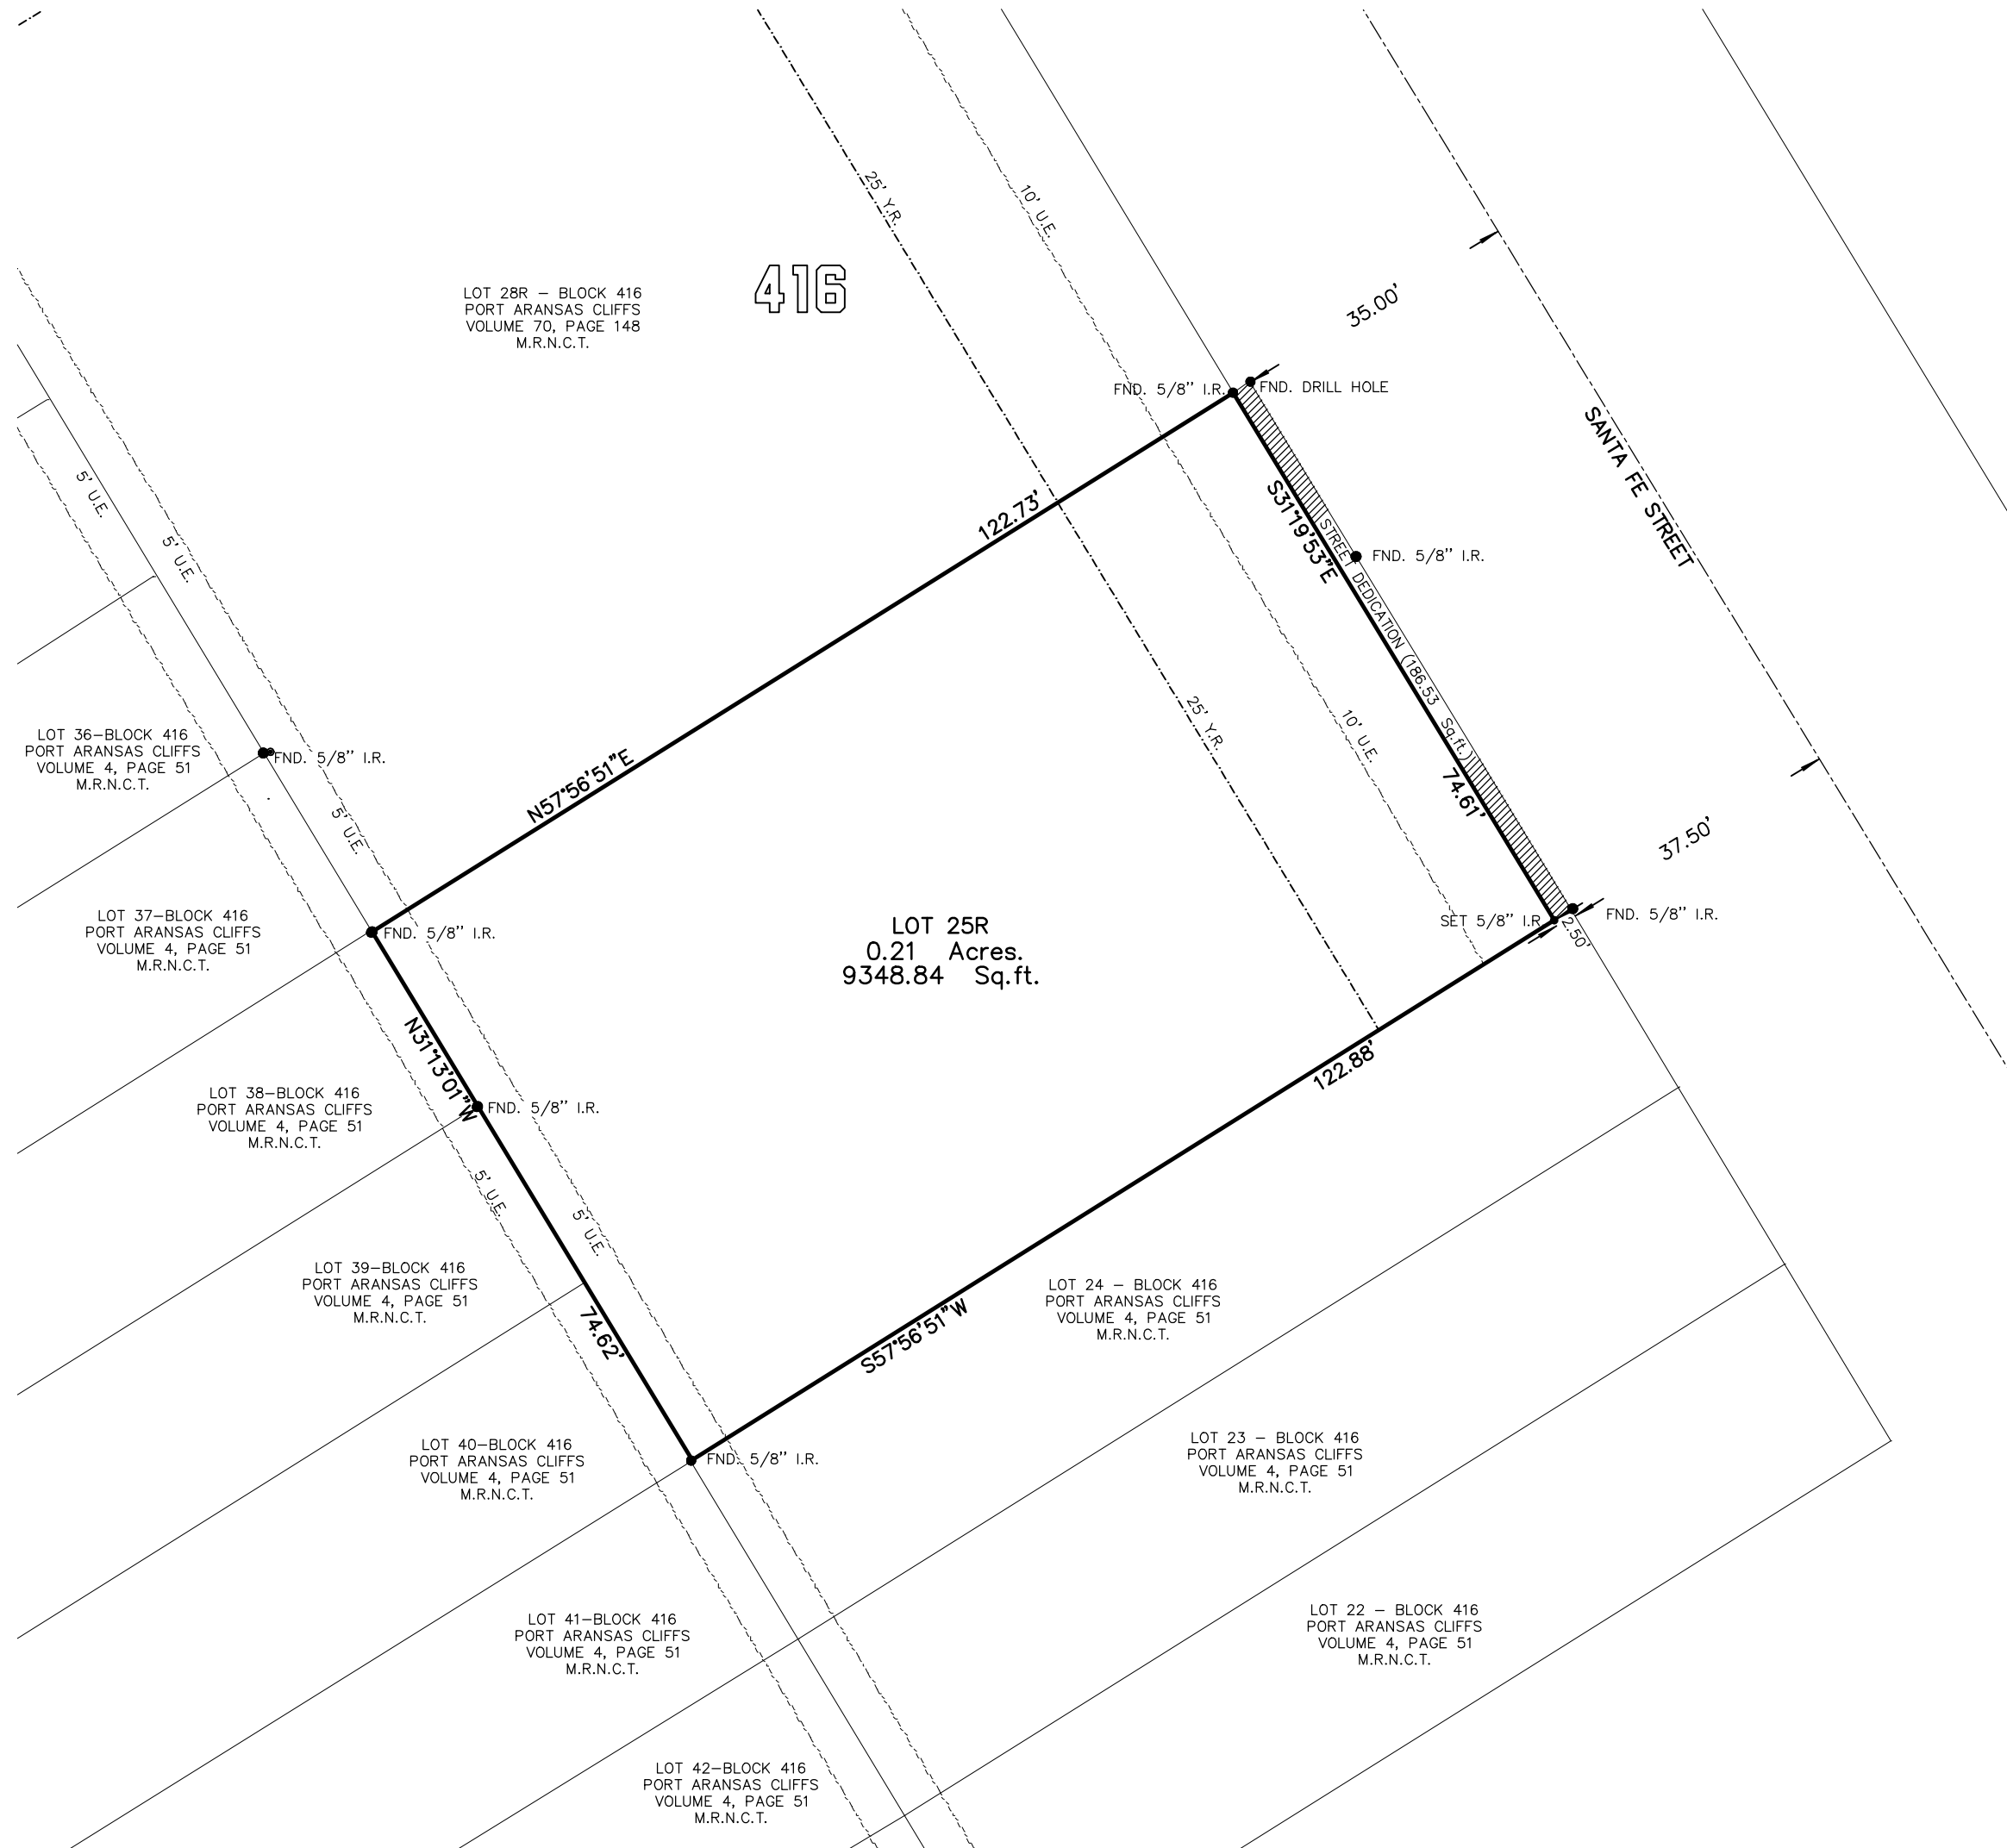 25' Y.R.
10' U.E.
416
LOT 28R – BLOCK 416
PORT ARANSAS CLIFFS
VOLUME 70, PAGE 148
M.R.N.C.T.
35.00'
FND. 5/8" I.R.
FND. DRILL HOLE
SANTA FE STREET
5' U.E.
5' U.E.
122.73'
S31°19'53"E
STREET DEDICATION (186.53 Sq.ft.)
FND. 5/8" I.R.
LOT 36–BLOCK 416
PORT ARANSAS CLIFFS
VOLUME 4, PAGE 51
M.R.N.C.T.
FND. 5/8" I.R.
N57°56'51"E
25' Y.R.
10' U.E.
74.61'
5' U.E.
37.50'
LOT 37–BLOCK 416
PORT ARANSAS CLIFFS
VOLUME 4, PAGE 51
M.R.N.C.T.
FND. 5/8" I.R.
LOT 25R
0.21 Acres.
9348.84 Sq.ft.
SET 5/8" I.R.
2.50'
FND. 5/8" I.R.
N31°13'01"W
122.88'
LOT 38–BLOCK 416
PORT ARANSAS CLIFFS
VOLUME 4, PAGE 51
M.R.N.C.T.
FND. 5/8" I.R.
5' U.E.
5' U.E.
LOT 39–BLOCK 416
PORT ARANSAS CLIFFS
VOLUME 4, PAGE 51
M.R.N.C.T.
74.62'
S57°56'51"W
LOT 24 – BLOCK 416
PORT ARANSAS CLIFFS
VOLUME 4, PAGE 51
M.R.N.C.T.
LOT 40–BLOCK 416
PORT ARANSAS CLIFFS
VOLUME 4, PAGE 51
M.R.N.C.T.
FND. 5/8" I.R.
LOT 23 – BLOCK 416
PORT ARANSAS CLIFFS
VOLUME 4, PAGE 51
M.R.N.C.T.
LOT 41–BLOCK 416
PORT ARANSAS CLIFFS
VOLUME 4, PAGE 51
M.R.N.C.T.
LOT 22 – BLOCK 416
PORT ARANSAS CLIFFS
VOLUME 4, PAGE 51
M.R.N.C.T.
LOT 42–BLOCK 416
PORT ARANSAS CLIFFS
VOLUME 4, PAGE 51
M.R.N.C.T.